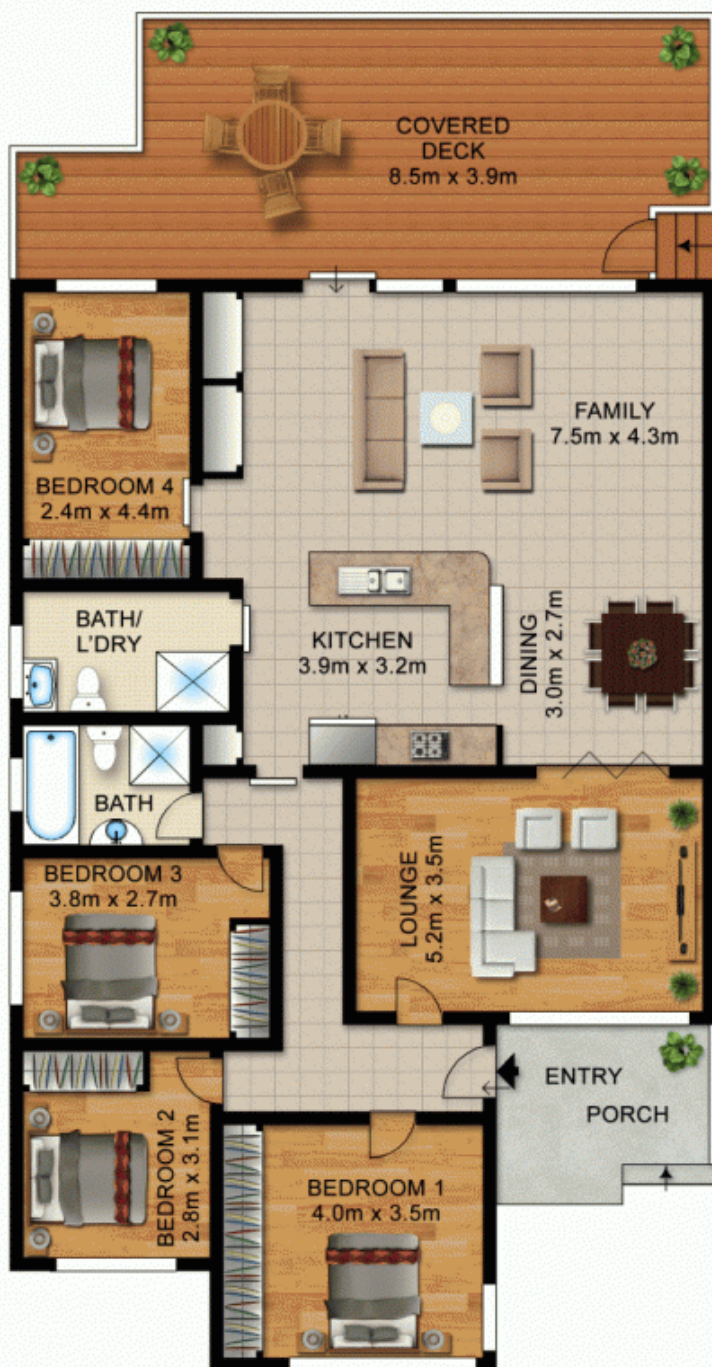 COVERED
DECK
8.5m x 3.9m
FAMILY
7.5m x 4.3m
BEDROOM 4
2.4m x 4.4m
BATH/
L'DRY
KITCHEN
3.9m x 3.2m
DINING
3.0m x 2.7m
BATH
BEDROOM 3
3.8m x 2.7m
LOUNGE
5.2m x 3.5m
ENTRY
PORCH
BEDROOM 2
2.8m x 3.1m
BEDROOM 1
4.0m x 3.5m